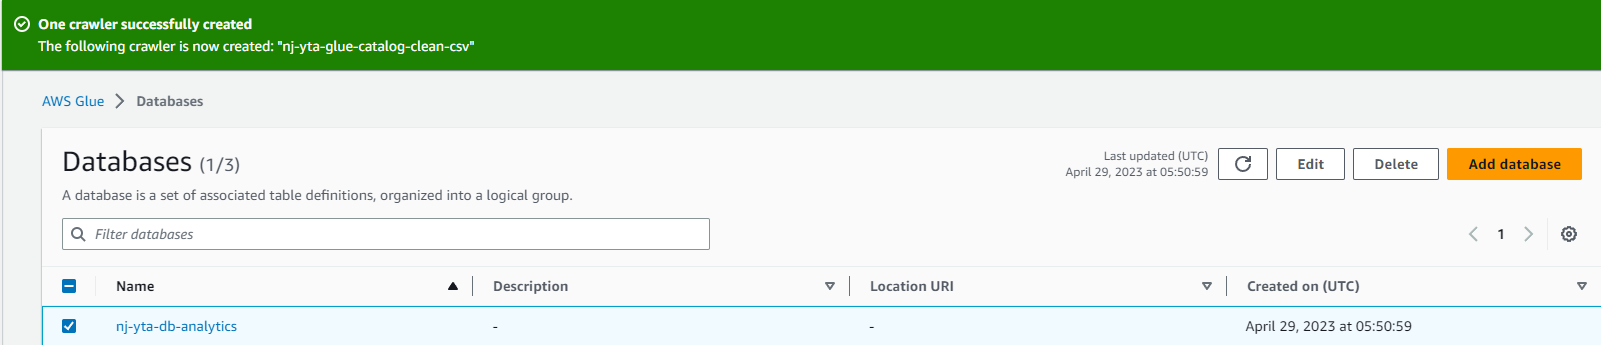 One crawler successfully created
The following crawler is now created: "nj-yta-glue-catalog-clean-csv"
AWS Glue > Databases
Databases (1/3)
Last updated (UTC)
April 29, 2023 at 05:50:59
Edit
Delete
Add database
A database is a set of associated table definitions, organized into a logical group.
Filter databases
1
Name Description Location URI Created on (UTC)
nj-yta-db-analytics - - April 29, 2023 at 05:50:59